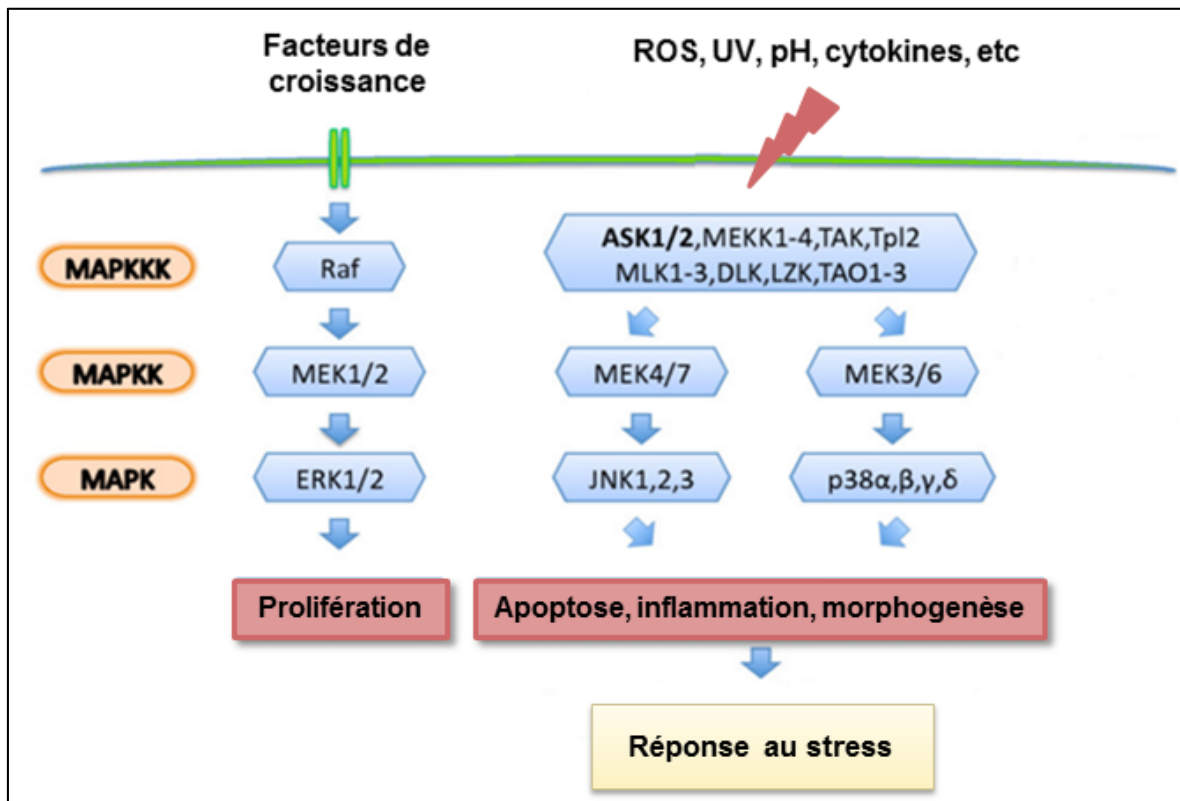 Facteurs de
croissance
ROS, UV, pH, cytokines, etc
MAPKKK
Raf
ASK1/2,MEKK1-4,TAK,Tpl2
MLK1-3,DLK,LZK,TAO1-3
MAPKK
MEK1/2
MEK4/7
MEK3/6
MAPK
ERK1/2
JNK1,2,3
p38α,β,γ,δ
Prolifération
Apoptose, inflammation, morphogenèse
Réponse au stress